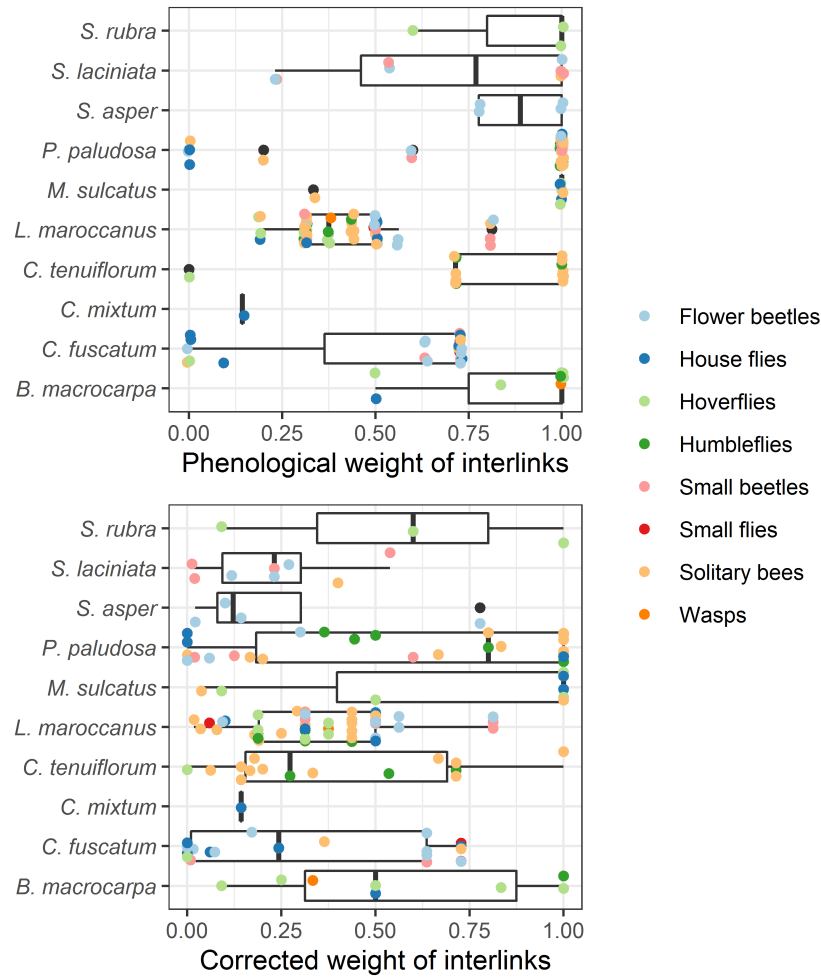 S. rubra
S. laciniata
S. asper
P. paludosa
M. sulcatus
L. maroccanus
C. tenuiflorum
C. mixtum
C. fuscatum
B. macrocarpa
0.00 0.25 0.50 0.75 1.00
Phenological weight of interlinks
Flower beetles
House flies
Hoverflies
Humbleflies
Small beetles
Small flies
Solitary bees
Wasps
S. rubra
S. laciniata
S. asper
P. paludosa
M. sulcatus
L. maroccanus
C. tenuiflorum
C. mixtum
C. fuscatum
B. macrocarpa
0.00 0.25 0.50 0.75 1.00
Corrected weight of interlinks